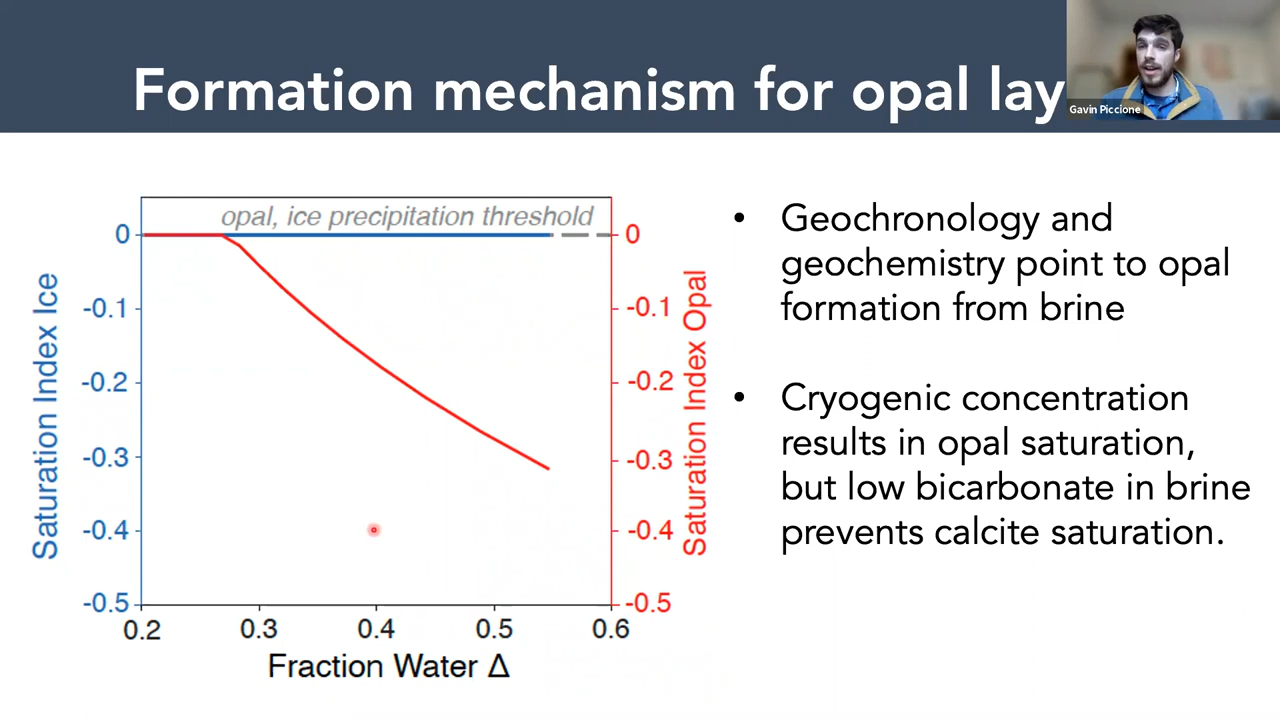 Formation mechanism for opal lay
Gavin Piccione
opal, ice precipitation threshold
Saturation Index Ice
0
-0.1
-0.2
-0.3
-0.4
-0.5
0
-0.1
-0.2
-0.3
-0.4
-0.5
Saturation Index Opal
0.2 0.3 0.4 0.5 0.6
Fraction Water Δ
• Geochronology and
geochemistry point to opal
formation from brine
• Cryogenic concentration
results in opal saturation,
but low bicarbonate in brine
prevents calcite saturation.